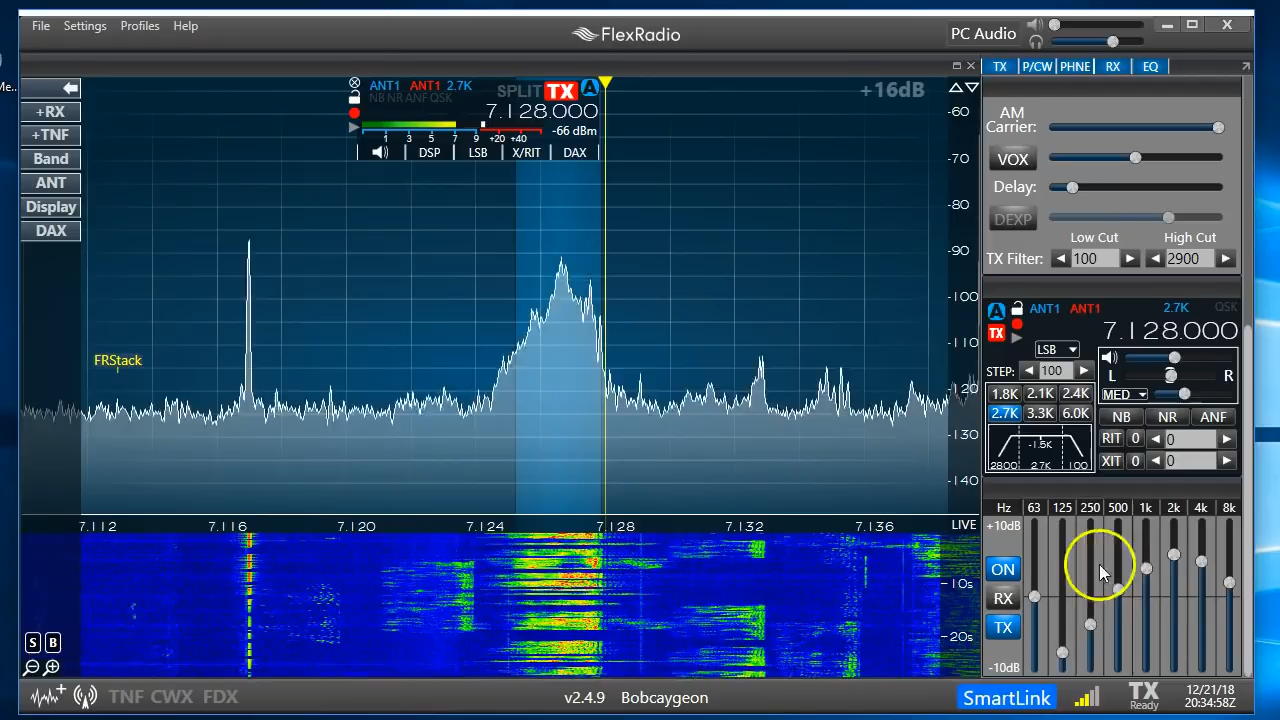 File Settings Profiles Help
FlexRadio
PC Audio
Me...
+RX
+TNF
Band
ANT
Display
DAX
ANT1 ANT1 2.7K SPLIT TX A
NB NR ANF QSK
7.128.000
1 3 5 7 9 +20 +40 -66 dBm
DSP LSB X/RIT DAX
+16dB
-60
-70
-80
-90
-100
-110
-120
-130
-140
FRStack
7.112 7.116 7.120 7.124 7.128 7.132 7.136 LIVE
-10s
-20s
S B
TX P/CW PHNE RX EQ
AM
Carrier:
VOX
Delay:
DEXP
Low Cut High Cut
TX Filter: 100 2900
A ANT1 ANT1 2.7K QSK
TX 7.128.000
LSB
STEP: 100 L R
1.8K 2.1K 2.4K MED
2.7K 3.3K 6.0K NB NR ANF
-1.5K RIT 0 0
2800 2.7K 100 XIT 0 0
Hz 63 125 250 500 1k 2k 4k 8k
+10dB
ON
RX
TX
-10dB
TNF CWX FDX
v2.4.9 Bobcaygeon
SmartLink
TX
Ready
12/21/18
20:34:58Z